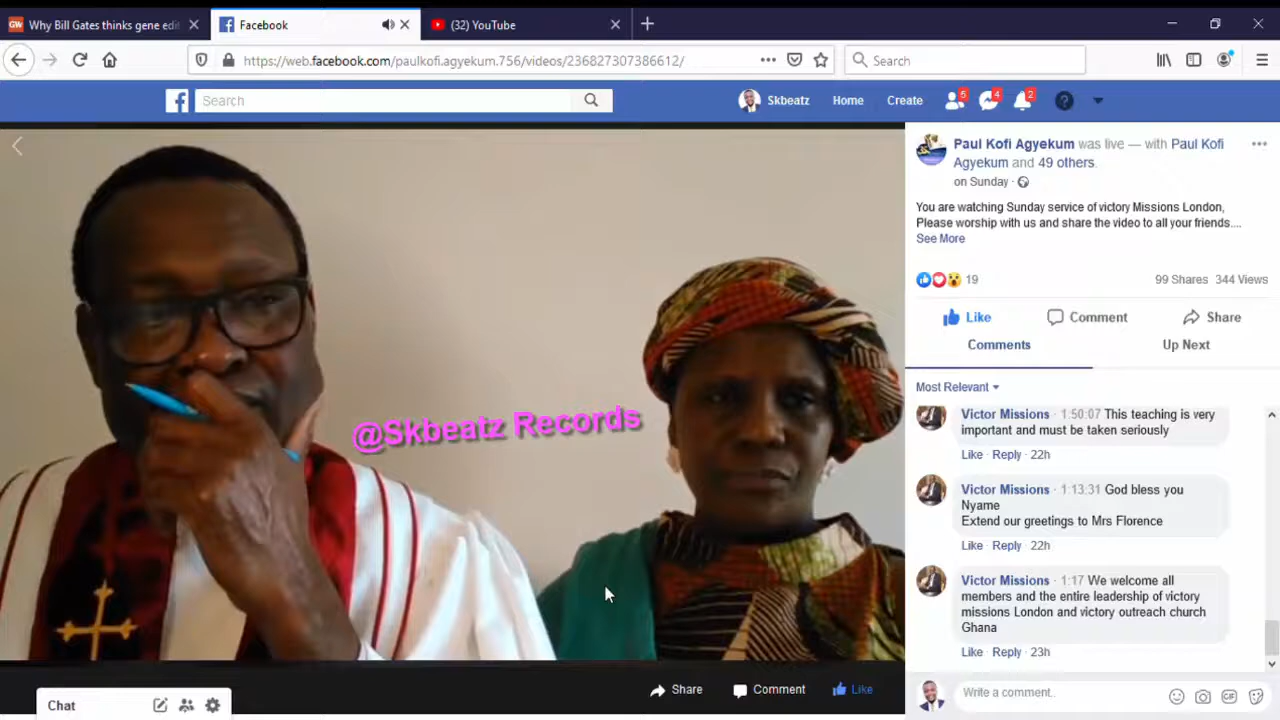 GW Why Bill Gates thinks gene edi
Facebook
(32) YouTube
https://web.facebook.com/paulkofi.agyekum.756/videos/236827307386612/
Search
Search
Skbeatz
Home
Create
5
4
2
Paul Kofi Agyekum was live — with Paul Kofi
Agyekum and 49 others.
on Sunday ·
You are watching Sunday service of victory Missions London,
Please worship with us and share the video to all your friends....
See More
19
99 Shares 344 Views
Like
Comment
Share
Comments
Up Next
Most Relevant
Victor Missions · 1:50:07 This teaching is very
important and must be taken seriously
Like · Reply · 22h
Victor Missions · 1:13:31 God bless you
Nyame
Extend our greetings to Mrs Florence
Like · Reply · 22h
Victor Missions · 1:17 We welcome all
members and the entire leadership of victory
missions London and victory outreach church
Ghana
Like · Reply · 23h
Write a comment...
GIF
@Skbeatz Records
Share
Comment
Like
Chat